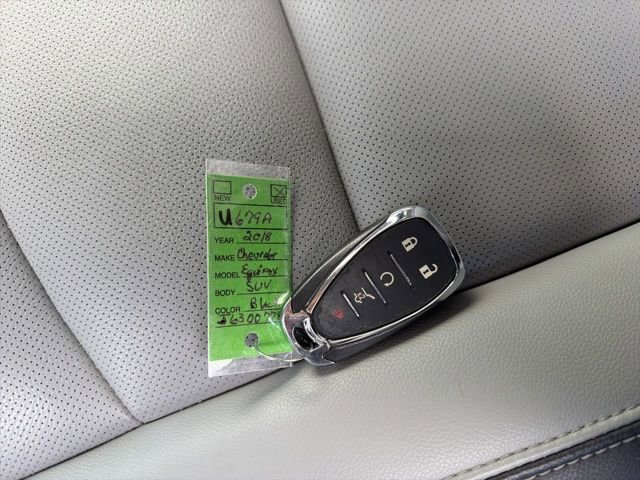 NEW USED
U679A
YEAR 2018
MAKE Chevrolet
MODEL Equinox
BODY SUV
COLOR Blk